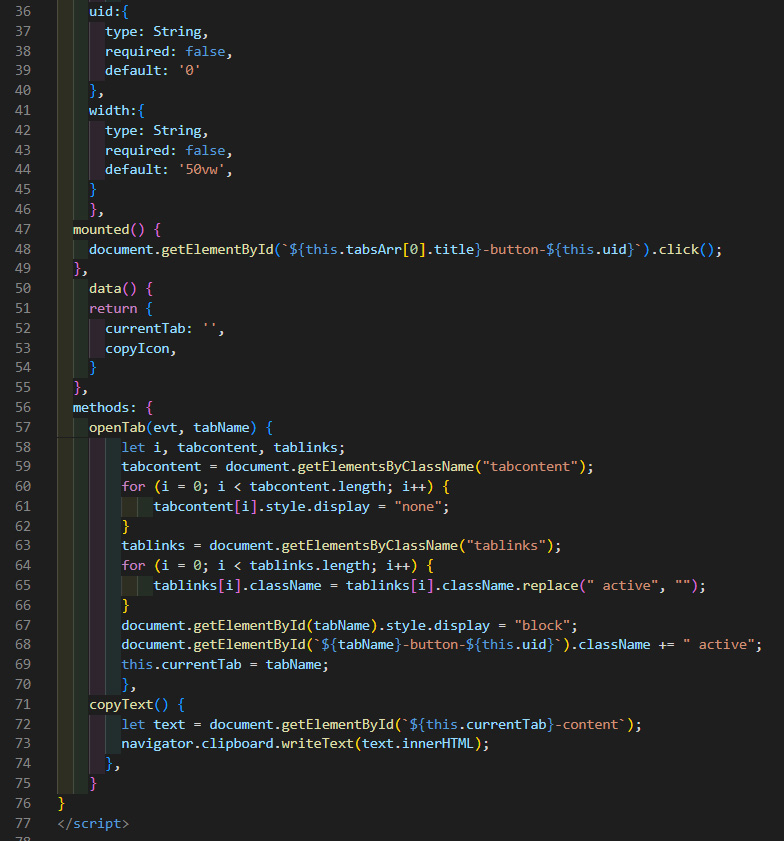 36 uid:{
37 type: String,
38 required: false,
39 default: '0'
40 },
41 width:{
42 type: String,
43 required: false,
44 default: '50vw',
45 }
46 },
47 mounted() {
48 document.getElementById(`${this.tabsArr[0].title}-button-${this.uid}`).click();
49 },
50 data() {
51 return {
52 currentTab: '',
53 copyIcon,
54 }
55 },
56 methods: {
57 openTab(evt, tabName) {
58 let i, tabcontent, tablinks;
59 tabcontent = document.getElementsByClassName("tabcontent");
60 for (i = 0; i < tabcontent.length; i++) {
61 tabcontent[i].style.display = "none";
62 }
63 tablinks = document.getElementsByClassName("tablinks");
64 for (i = 0; i < tablinks.length; i++) {
65 tablinks[i].className = tablinks[i].className.replace(" active", "");
66 }
67 document.getElementById(tabName).style.display = "block";
68 document.getElementById(`${tabName}-button-${this.uid}`).className += " active";
69 this.currentTab = tabName;
70 },
71 copyText() {
72 let text = document.getElementById(`${this.currentTab}-content`);
73 navigator.clipboard.writeText(text.innerHTML);
74 },
75 }
76 }
77 </script>
78